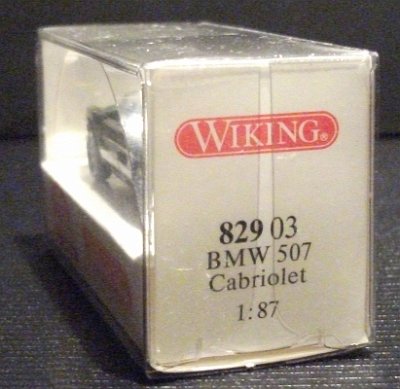 WIKING®
829 03
BMW 507
Cabriolet
1:87